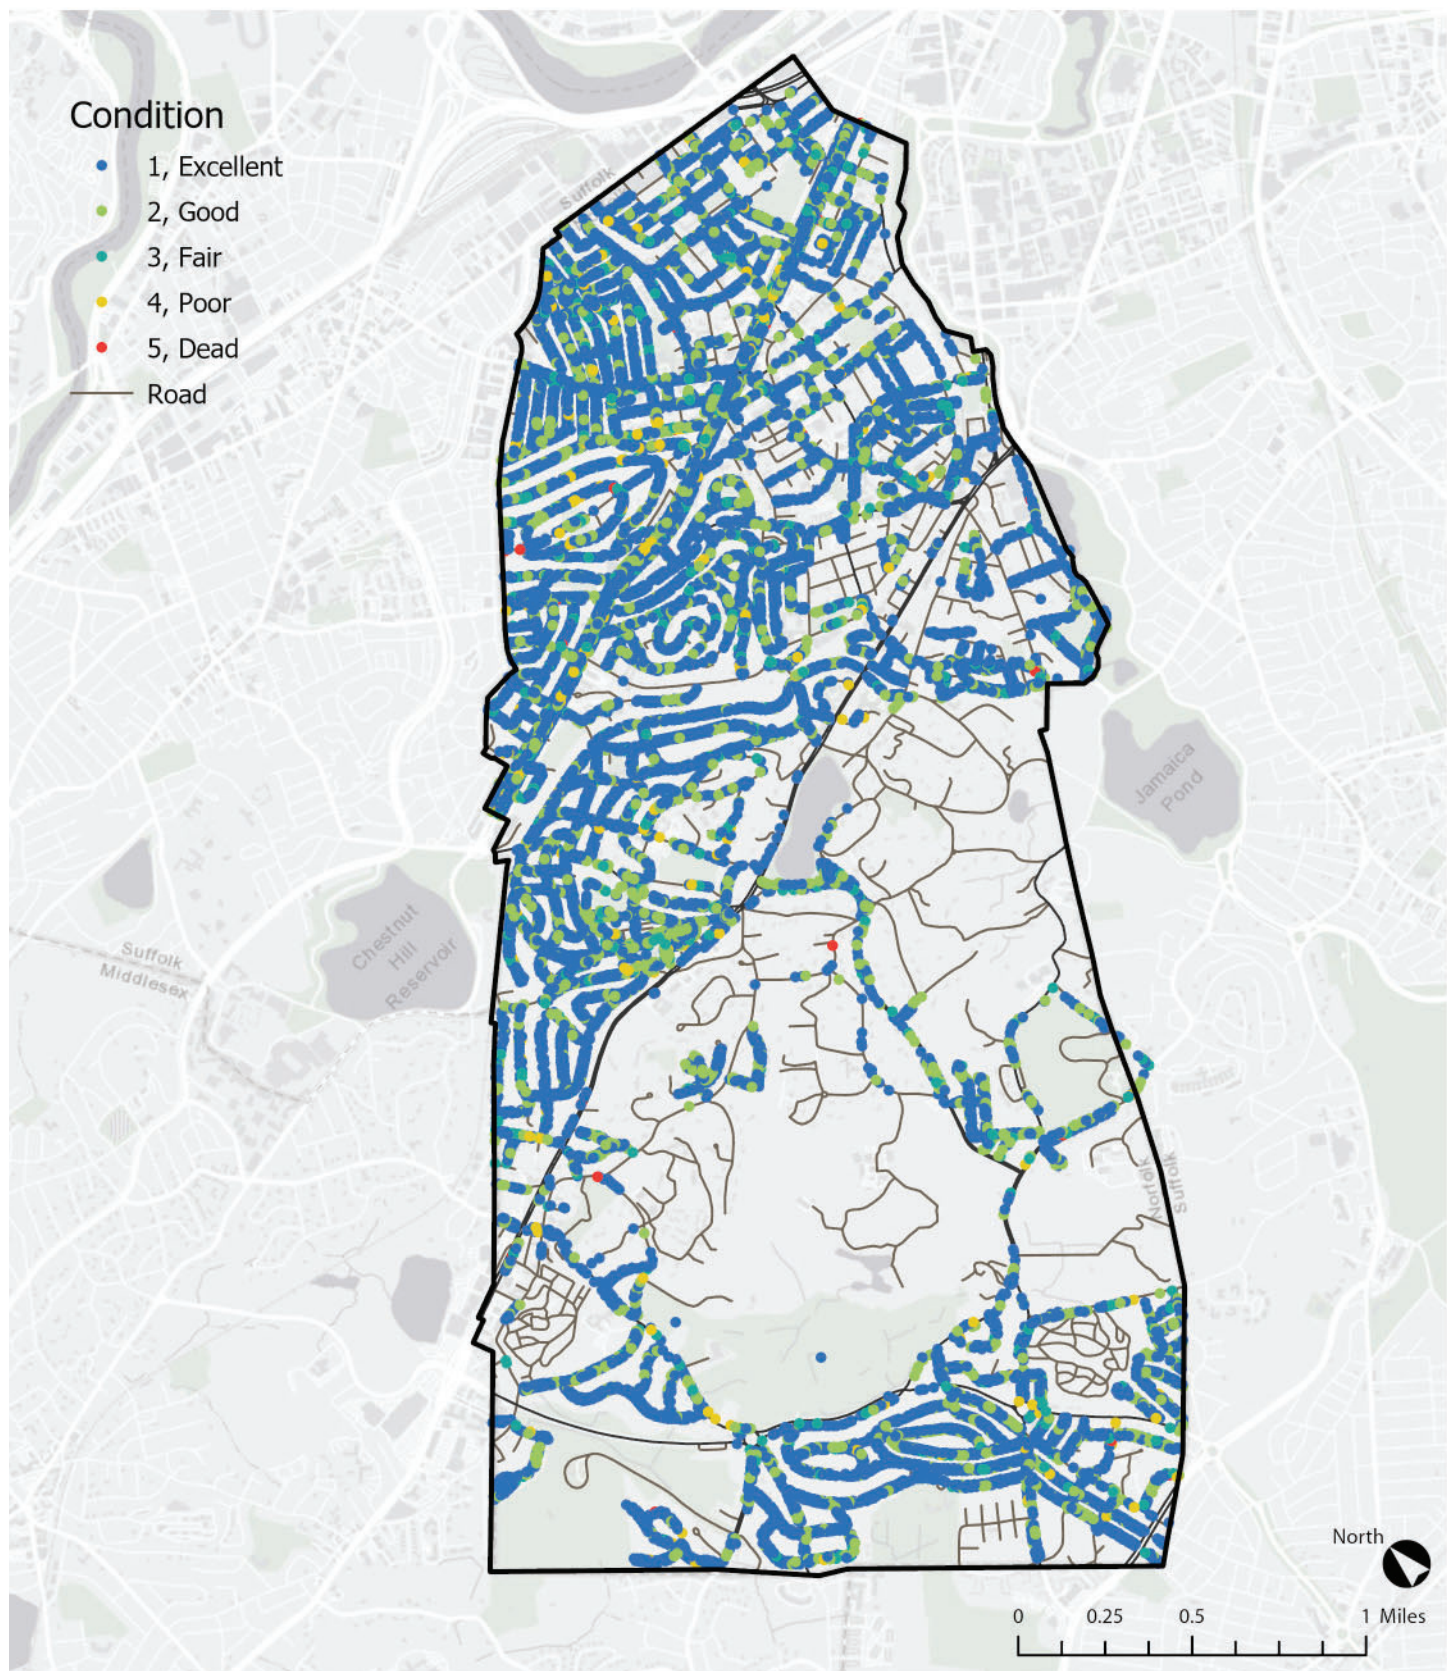 Condition
1, Excellent
2, Good
3, Fair
4, Poor
5, Dead
Road
Suffolk
Jamaica
Pond
Chestnut
Hill
Reservoir
Suffolk
Middlesex
Norfolk
Suffolk
North
0 0.25 0.5 1 Miles